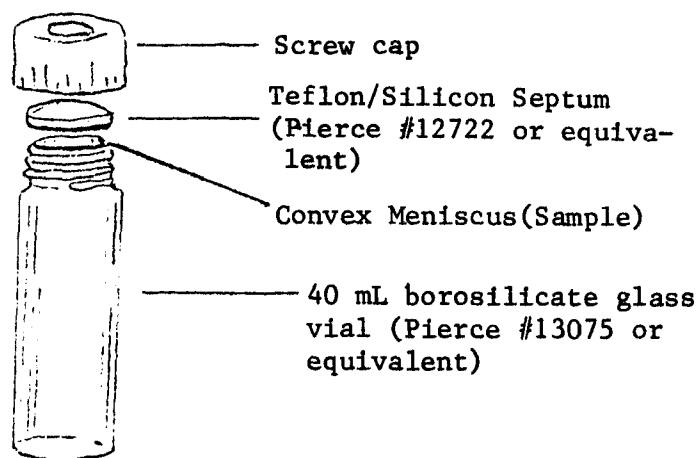 Screw cap
Teflon/Silicon Septum
(Pierce #12722 or equiva-
lent)
Convex Meniscus(Sample)
40 mL borosilicate glass
vial (Pierce #13075 or
equivalent)